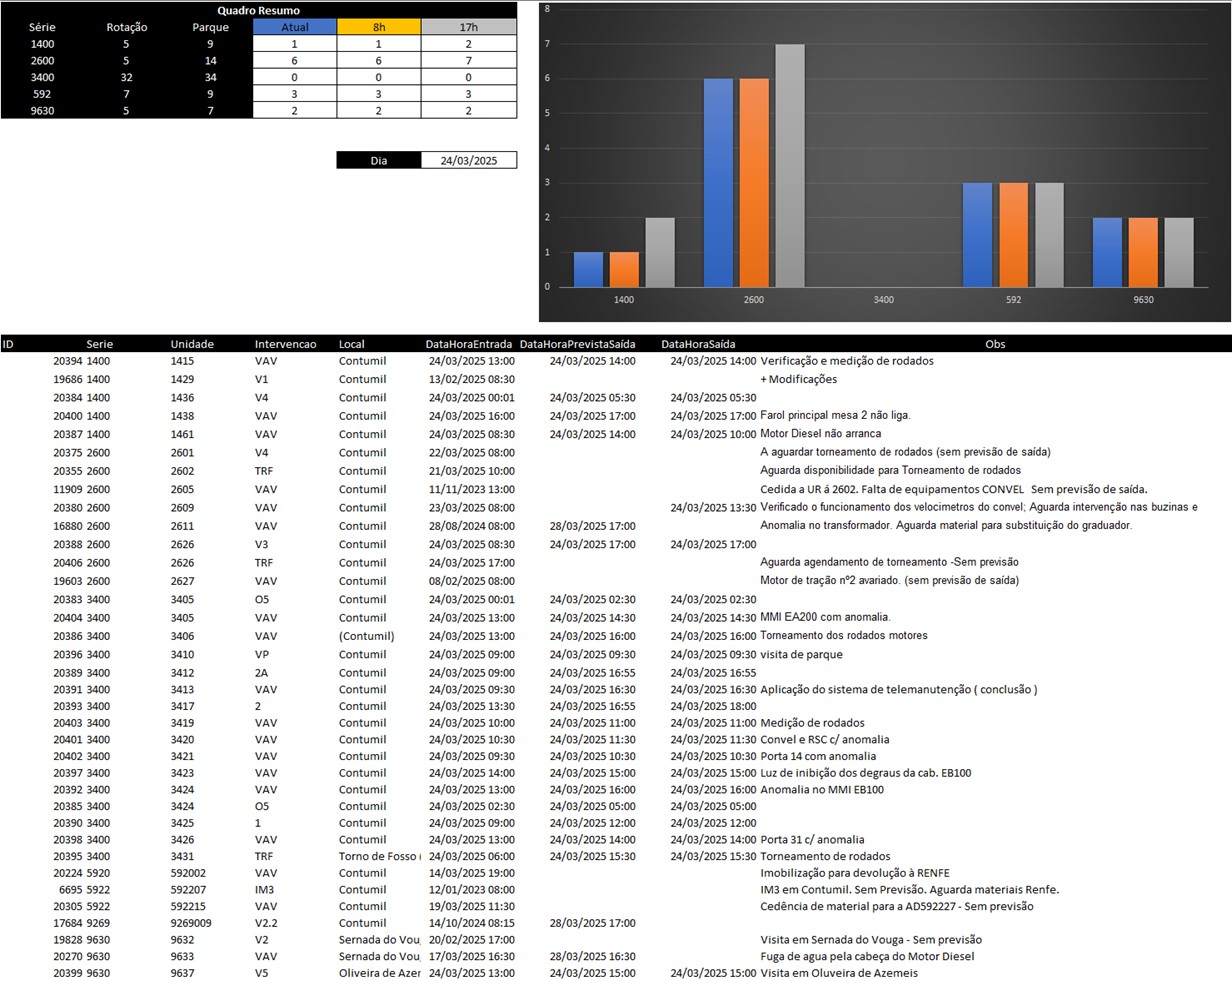 Quadro Resumo
Série Rotação Parque Atual 8h 17h
1400 5 9 1 1 2
2600 5 14 6 6 7
3400 32 34 0 0 0
592 7 9 3 3 3
9630 5 7 2 2 2
Dia 24/03/2025
8
7
6
5
4
3
2
1
0
1400 2600 3400 592 9630
ID Serie Unidade Intervencao Local DataHoraEntrada DataHoraPrevistaSaída DataHoraSaída Obs
20394 1400 1415 VAV Contumil 24/03/2025 13:00 24/03/2025 14:00 24/03/2025 14:00 Verificação e medição de rodados
19686 1400 1429 V1 Contumil 13/02/2025 08:30 + Modificações
20384 1400 1436 V4 Contumil 24/03/2025 00:01 24/03/2025 05:30 24/03/2025 05:30
20400 1400 1438 VAV Contumil 24/03/2025 16:00 24/03/2025 17:00 24/03/2025 17:00 Farol principal mesa 2 não liga.
20387 1400 1461 VAV Contumil 24/03/2025 08:30 24/03/2025 14:00 24/03/2025 10:00 Motor Diesel não arranca
20375 2600 2601 V4 Contumil 22/03/2025 08:00 A aguardar torneamento de rodados (sem previsão de saída)
20355 2600 2602 TRF Contumil 21/03/2025 10:00 Aguarda disponibilidade para Torneamento de rodados
11909 2600 2605 VAV Contumil 11/11/2023 13:00 Cedida a UR á 2602. Falta de equipamentos CONVEL Sem previsão de saída.
20380 2600 2609 VAV Contumil 23/03/2025 08:00 24/03/2025 13:30 Verificado o funcionamento dos velocimetros do convel; Aguarda intervenção nas buzinas e
16880 2600 2611 VAV Contumil 28/08/2024 08:00 28/03/2025 17:00 Anomalia no transformador. Aguarda material para substituição do graduador.
20388 2600 2626 V3 Contumil 24/03/2025 08:30 24/03/2025 17:00 24/03/2025 17:00
20406 2600 2626 TRF Contumil 24/03/2025 17:00 Aguarda agendamento de torneamento -Sem previsão
19603 2600 2627 VAV Contumil 08/02/2025 08:00 Motor de tração nº2 avariado. (sem previsão de saída)
20383 3400 3405 O5 Contumil 24/03/2025 00:01 24/03/2025 02:30 24/03/2025 02:30
20404 3400 3405 VAV Contumil 24/03/2025 13:00 24/03/2025 14:30 24/03/2025 14:30 MMI EA200 com anomalia.
20386 3400 3406 VAV (Contumil) 24/03/2025 13:00 24/03/2025 16:00 24/03/2025 16:00 Torneamento dos rodados motores
20396 3400 3410 VP Contumil 24/03/2025 09:00 24/03/2025 09:30 24/03/2025 09:30 visita de parque
20389 3400 3412 2A Contumil 24/03/2025 09:00 24/03/2025 16:55 24/03/2025 16:55
20391 3400 3413 VAV Contumil 24/03/2025 09:30 24/03/2025 16:30 24/03/2025 16:30 Aplicação do sistema de telemanutenção ( conclusão )
20393 3400 3417 2 Contumil 24/03/2025 13:30 24/03/2025 16:55 24/03/2025 18:00
20403 3400 3419 VAV Contumil 24/03/2025 10:00 24/03/2025 11:00 24/03/2025 11:00 Medição de rodados
20401 3400 3420 VAV Contumil 24/03/2025 10:30 24/03/2025 11:30 24/03/2025 11:30 Convel e RSC c/ anomalia
20402 3400 3421 VAV Contumil 24/03/2025 09:30 24/03/2025 10:30 24/03/2025 10:30 Porta 14 com anomalia
20397 3400 3423 VAV Contumil 24/03/2025 14:00 24/03/2025 15:00 24/03/2025 15:00 Luz de inibição dos degraus da cab. EB100
20392 3400 3424 VAV Contumil 24/03/2025 13:00 24/03/2025 16:00 24/03/2025 16:00 Anomalia no MMI EB100
20385 3400 3424 O5 Contumil 24/03/2025 02:30 24/03/2025 05:00 24/03/2025 05:00
20390 3400 3425 1 Contumil 24/03/2025 09:00 24/03/2025 12:00 24/03/2025 12:00
20398 3400 3426 VAV Contumil 24/03/2025 13:00 24/03/2025 14:00 24/03/2025 14:00 Porta 31 c/ anomalia
20395 3400 3431 TRF Torno de Fosso ( 24/03/2025 06:00 24/03/2025 15:30 24/03/2025 15:30 Torneamento de rodados
20224 5920 592002 VAV Contumil 14/03/2025 19:00 Imobilização para devolução à RENFE
6695 5922 592207 IM3 Contumil 12/01/2023 08:00 IM3 em Contumil. Sem Previsão. Aguarda materiais Renfe.
20305 5922 592215 VAV Contumil 19/03/2025 11:30 Cedência de material para a AD592227 - Sem previsão
17684 9269 9269009 V2.2 Contumil 14/10/2024 08:15 28/03/2025 17:00
19828 9630 9632 V2 Sernada do Vou 20/02/2025 17:00 Visita em Sernada do Vouga - Sem previsão
20270 9630 9633 VAV Sernada do Vou 17/03/2025 16:30 28/03/2025 16:30 Fuga de agua pela cabeça do Motor Diesel
20399 9630 9637 V5 Oliveira de Azer 24/03/2025 13:00 24/03/2025 15:00 24/03/2025 15:00 Visita em Oluveira de Azemeis